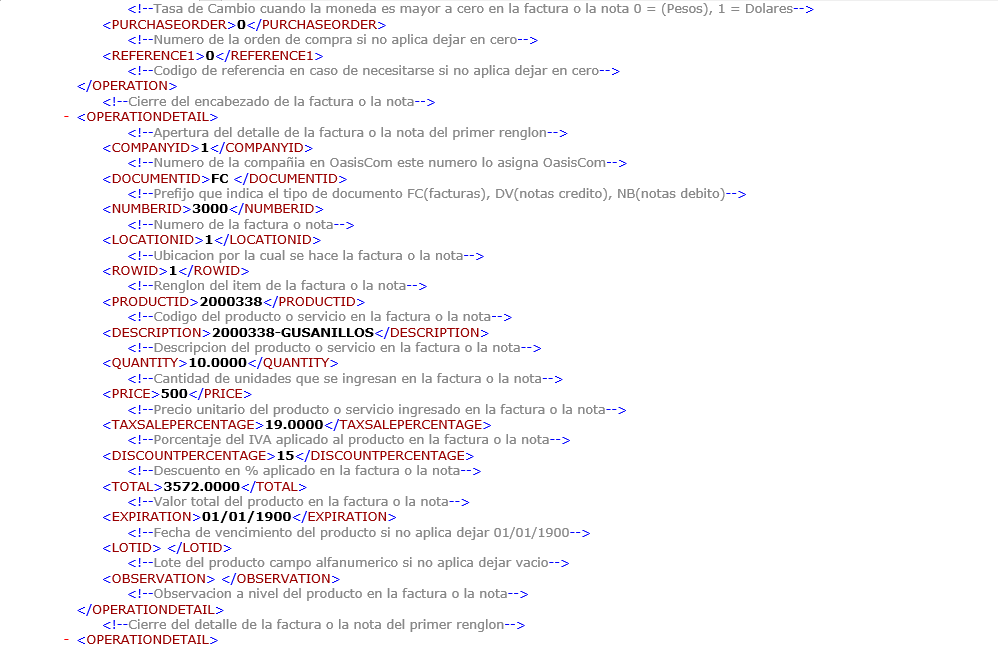 <!--Tasa de Cambio cuando la moneda es mayor a cero en la factura o la nota 0 = (Pesos), 1 = Dolares-->
<PURCHASEORDER>0</PURCHASEORDER>
<!--Numero de la orden de compra si no aplica dejar en cero-->
<REFERENCE1>0</REFERENCE1>
<!--Codigo de referencia en caso de necesitarse si no aplica dejar en cero-->
</OPERATION>
<!--Cierre del encabezado de la factura o la nota-->
- <OPERATIONDETAIL>
<!--Apertura del detalle de la factura o la nota del primer renglon-->
<COMPANYID>1</COMPANYID>
<!--Numero de la compañia en OasisCom este numero lo asigna OasisCom-->
<DOCUMENTID>FC </DOCUMENTID>
<!--Prefijo que indica el tipo de documento FC(facturas), DV(notas credito), NB(notas debito)-->
<NUMBERID>3000</NUMBERID>
<!--Numero de la factura o nota-->
<LOCATIONID>1</LOCATIONID>
<!--Ubicacion por la cual se hace la factura o la nota-->
<ROWID>1</ROWID>
<!--Renglon del item de la factura o la nota-->
<PRODUCTID>2000338</PRODUCTID>
<!--Codigo del producto o servicio en la factura o la nota-->
<DESCRIPTION>2000338-GUSANILLOS</DESCRIPTION>
<!--Descripcion del producto o servicio en la factura o la nota-->
<QUANTITY>10.0000</QUANTITY>
<!--Cantidad de unidades que se ingresan en la factura o la nota-->
<PRICE>500</PRICE>
<!--Precio unitario del producto o servicio ingresado en la factura o la nota-->
<TAXSALEPERCENTAGE>19.0000</TAXSALEPERCENTAGE>
<!--Porcentaje del IVA aplicado al producto en la factura o la nota-->
<DISCOUNTPERCENTAGE>15</DISCOUNTPERCENTAGE>
<!--Descuento en % aplicado en la factura o la nota-->
<TOTAL>3572.0000</TOTAL>
<!--Valor total del producto en la factura o la nota-->
<EXPIRATION>01/01/1900</EXPIRATION>
<!--Fecha de vencimiento del producto si no aplica dejar 01/01/1900-->
<LOTID> </LOTID>
<!--Lote del producto campo alfanumerico si no aplica dejar vacio-->
<OBSERVATION> </OBSERVATION>
<!--Observacion a nivel del producto en la factura o la nota-->
</OPERATIONDETAIL>
<!--Cierre del detalle de la factura o la nota del primer renglon-->
- <OPERATIONDETAIL>